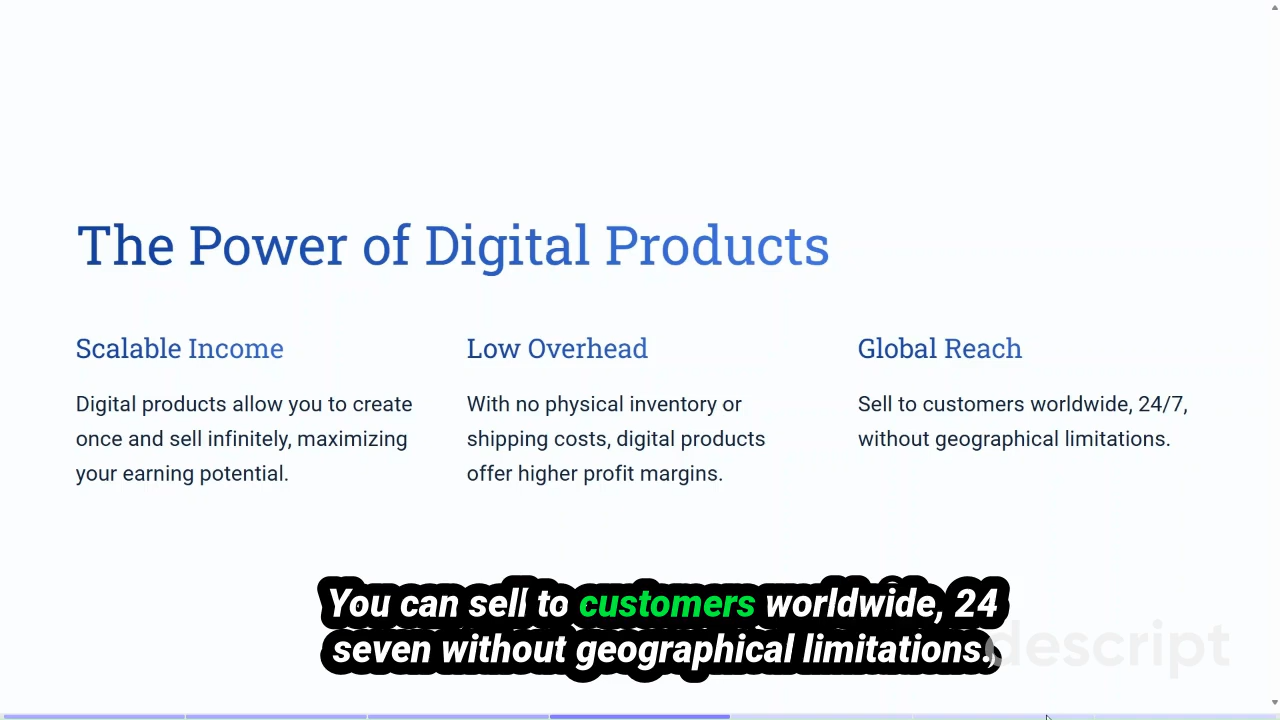 The Power of Digital Products
Scalable Income
Digital products allow you to create
once and sell infinitely, maximizing
your earning potential.
Low Overhead
With no physical inventory or
shipping costs, digital products
offer higher profit margins.
Global Reach
Sell to customers worldwide, 24/7,
without geographical limitations.
You can sell to customers worldwide, 24
seven without geographical limitations.
descript